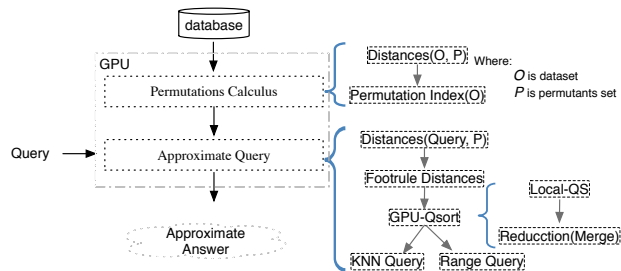 database
GPU
Permutations Calculus
Distances(O, P)
Where:
O is dataset
P is permutants set
Permutation Index(O)
Query
Approximate Query
Distances(Query, P)
Footrule Distances
GPU-Qsort
KNN Query
Range Query
Local-QS
Reducction(Merge)
Approximate
Answer